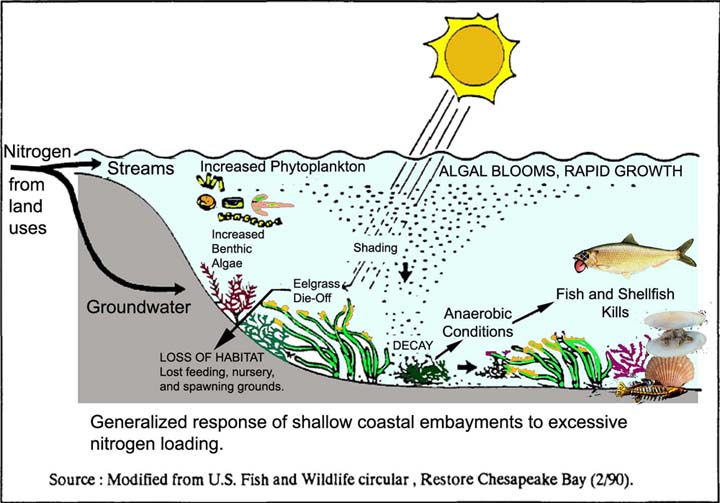 Nitrogen
from
land
uses
Streams
Groundwater
Increased Phytoplankton
ALGAL BLOOMS, RAPID GROWTH
Increased
Benthic
Algae
Shading
Eelgrass
Die-Off
LOSS OF HABITAT
Lost feeding, nursery,
and spawning grounds.
DECAY
Anaerobic
Conditions
Fish and Shellfish
Kills
Generalized response of shallow coastal embayments to excessive
nitrogen loading.
Source : Modified from U.S. Fish and Wildlife circular , Restore Chesapeake Bay (2/90).